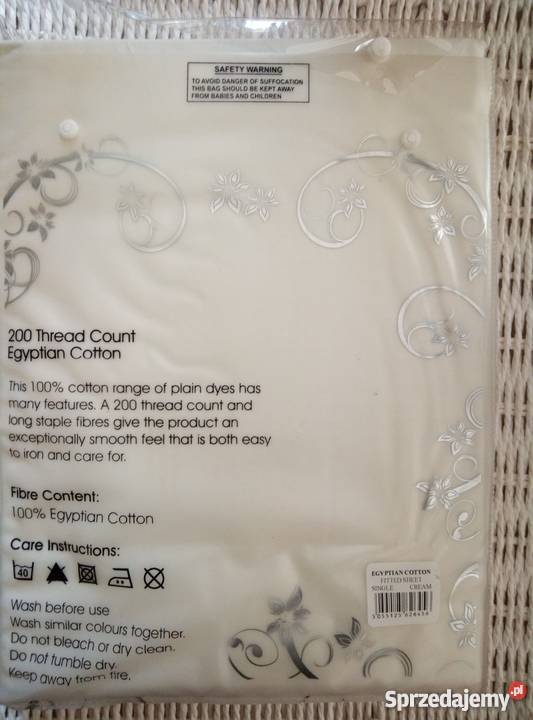 SAFETY WARNING
TO AVOID DANGER OF SUFFOCATION
THIS BAG SHOULD BE KEPT AWAY
FROM BABIES AND CHILDREN
200 Thread Count
Egyptian Cotton
This 100% cotton range of plain dyes has
many features. A 200 thread count and
long staple fibres give the product an
exceptionally smooth feel that is both easy
to iron and care for.
Fibre Content:
100% Egyptian Cotton
Care Instructions:
40
Wash before use
Wash similar colours together.
Do not bleach or dry clean.
Do not tumble dry.
Keep away from fire.
EGYPTIAN COTTON
FITTED SHEET
SINGLE CREAM
Sprzedajemy.pl